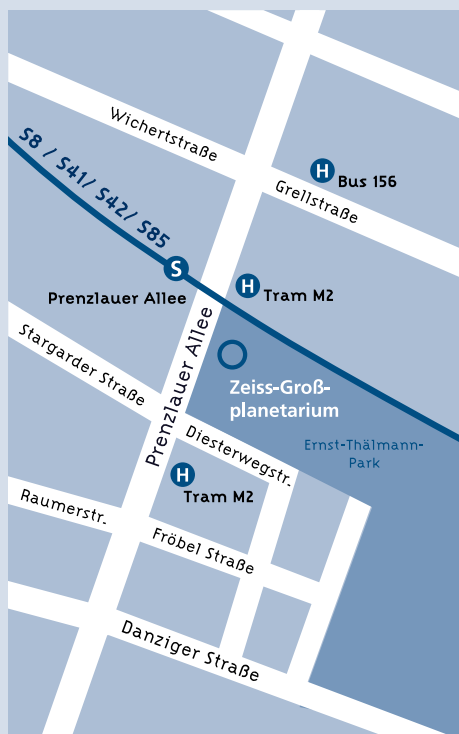 Wichertstraße
H
Bus 156
Grellstraße
S8 / S41/ S42/ S85
S
Prenzlauer Allee
H
Tram M2
Stargarder Straße
Prenzlauer Allee
Zeiss-Groß-
planetarium
Diesterwegstr.
Ernst-Thälmann-
Park
H
Tram M2
Raumerstr.
Fröbel Straße
Danziger Straße